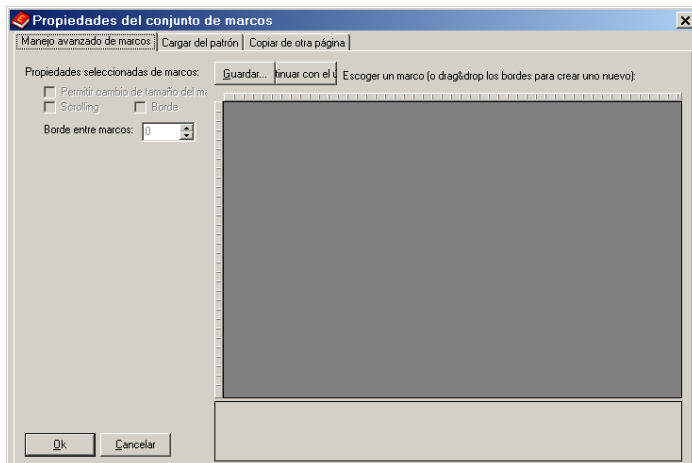 Propiedades del conjunto de marcos
Manejo avanzado de marcos Cargar del patrón Copiar de otra página
Propiedades seleccionadas de marcos:
Guardar... tinuar con el ú Escoger un marco (o drag&drop los bordes para crear uno nuevo):
Permitir cambio de tamaño del ma
Scrolling Borde
Borde entre marcos: 0
Ok Cancelar